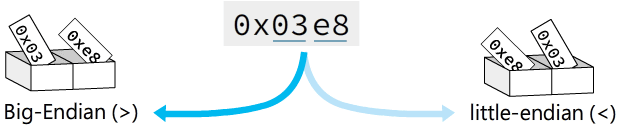 0x03e8
0x03 0xe8
0xe8 0x03
Big-Endian (>)
little-endian (<)